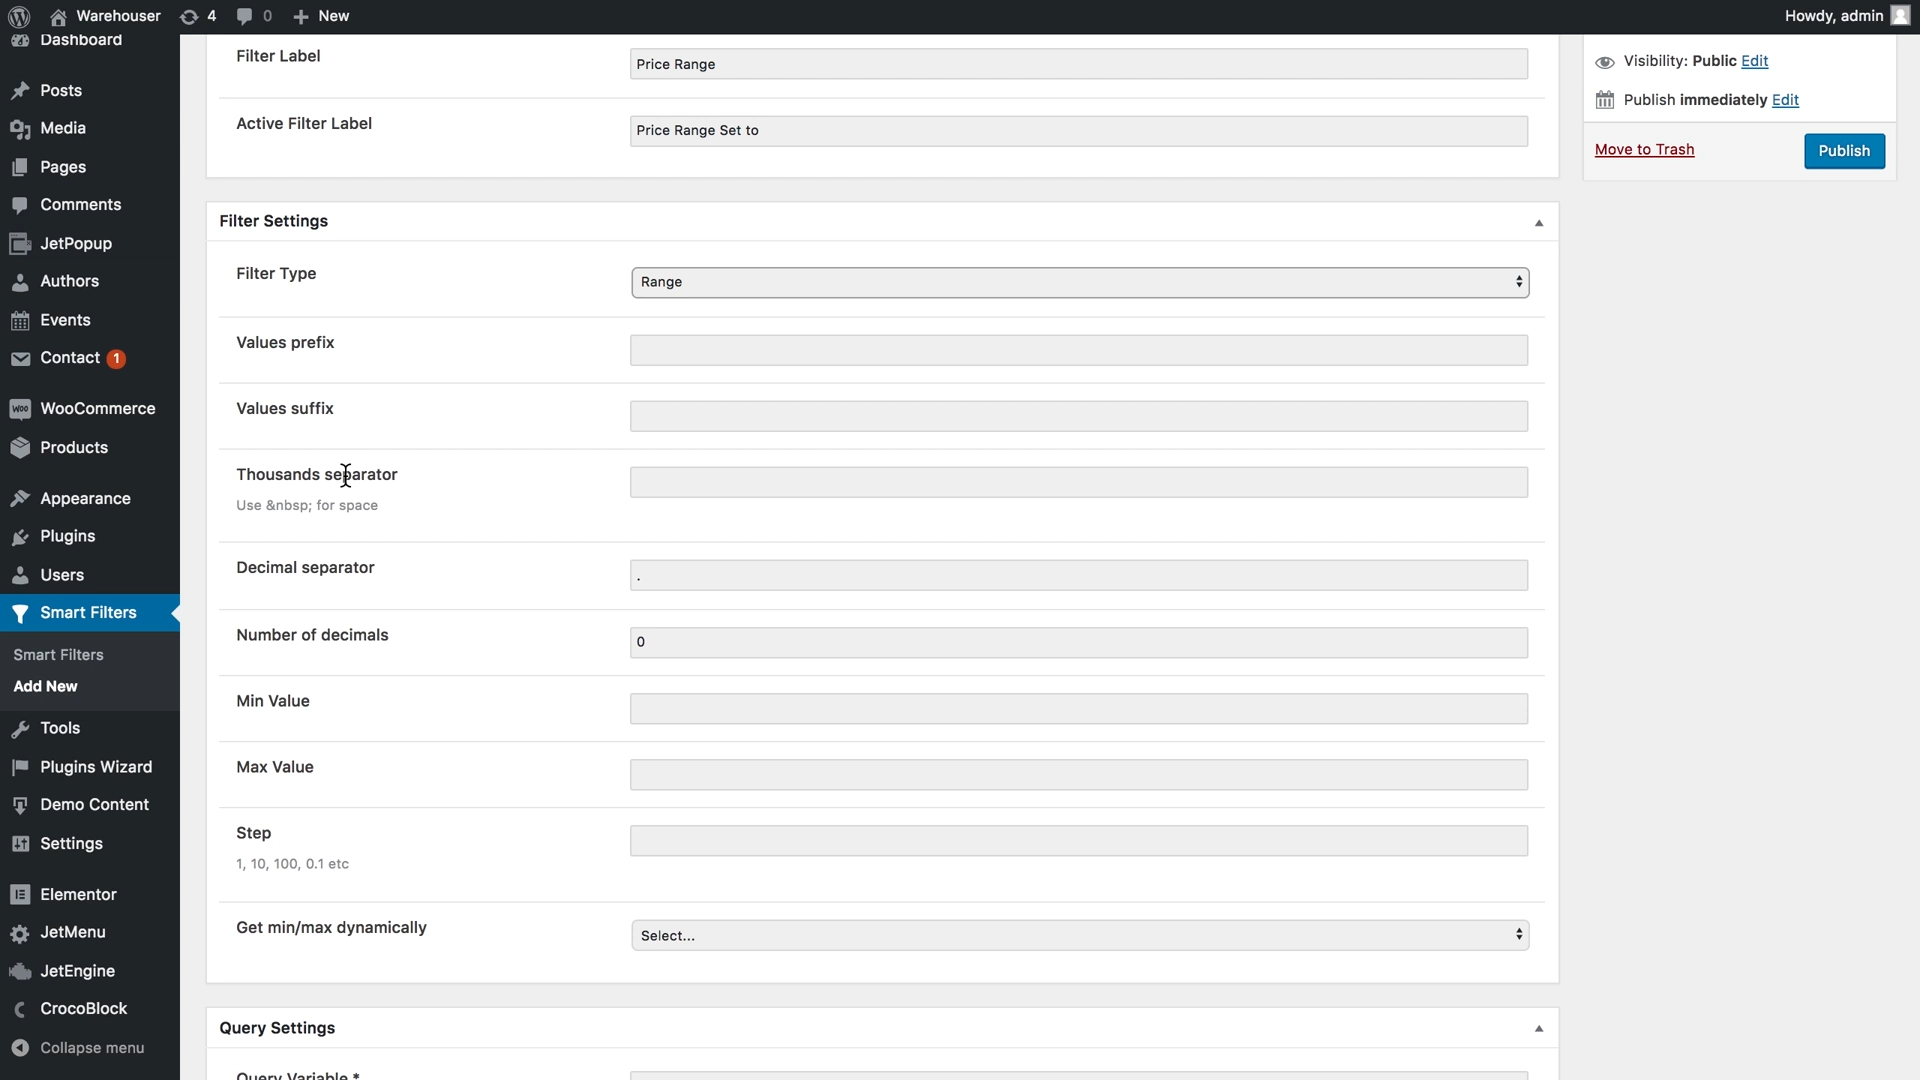 Warehouser 4 0 New Howdy, admin
Dashboard
Posts
Media
Pages
Comments
JetPopup
Authors
Events
Contact 1
WooCommerce
Products
Appearance
Plugins
Users
Smart Filters
Smart Filters
Add New
Tools
Plugins Wizard
Demo Content
Settings
Elementor
JetMenu
JetEngine
CrocoBlock
Collapse menu
Filter Label
Price Range
Active Filter Label
Price Range Set to
Filter Settings
Filter Type
Range
Values prefix
Values suffix
Thousands separator
Use &nbsp; for space
Decimal separator
.
Number of decimals
0
Min Value
Max Value
Step
1, 10, 100, 0.1 etc
Get min/max dynamically
Select...
Query Settings
Query Variable *
Visibility: Public Edit
Publish immediately Edit
Move to Trash
Publish